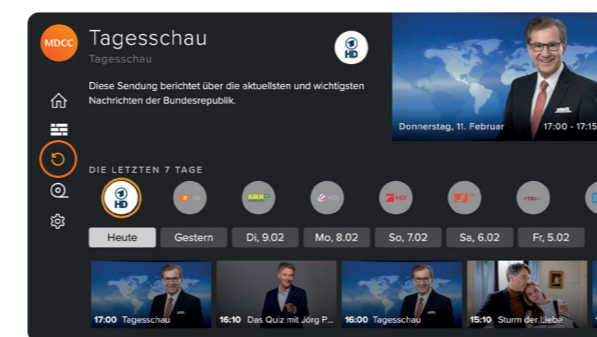 MDCC
Tagesschau
Tagesschau
HD
Diese Sendung berichtet über die aktuellsten und wichtigsten
Nachrichten der Bundesrepublik.
Donnerstag, 11. Februar 17:00 - 17:15
DIE LETZTEN 7 TAGE
HD
Heute Gestern Di, 9.02 Mo, 8.02 So, 7.02 Sa, 6.02 Fr, 5.02
17:00 Tagesschau 16:10 Das Quiz mit Jörg P... 16:00 Tagesschau 15:10 Sturm der Liebe